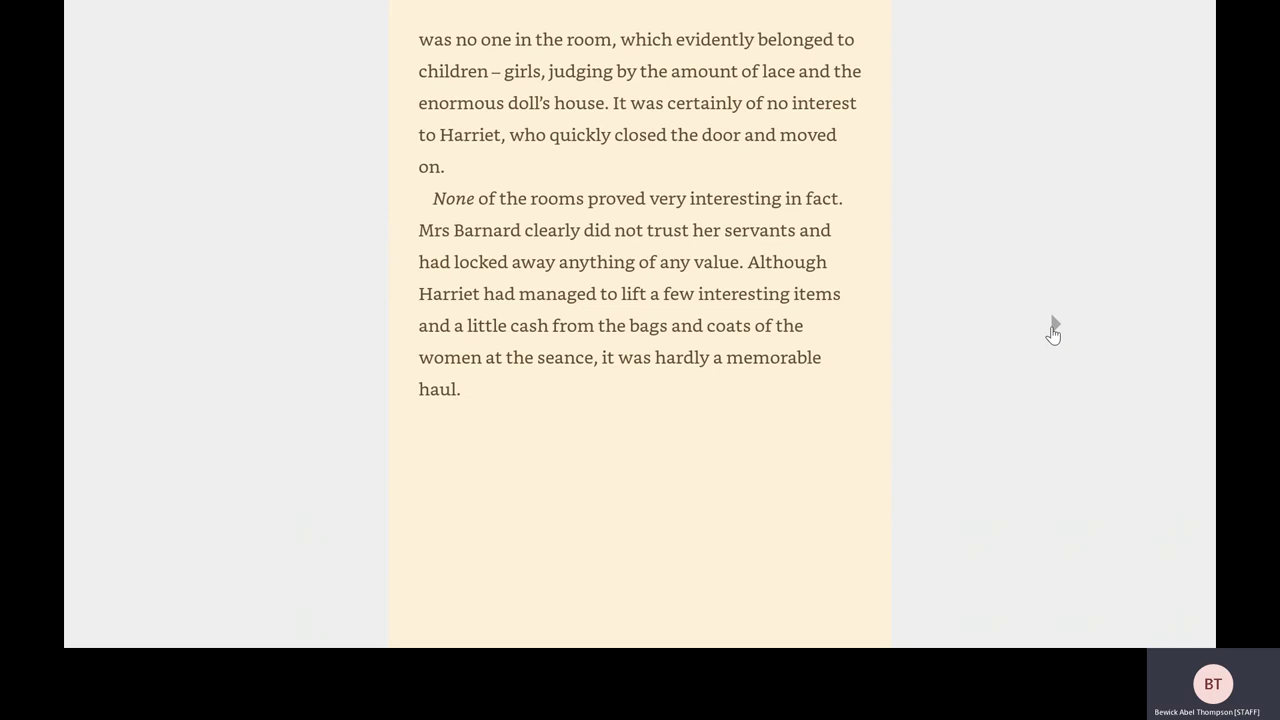 was no one in the room, which evidently belonged to
children – girls, judging by the amount of lace and the
enormous doll’s house. It was certainly of no interest
to Harriet, who quickly closed the door and moved
on.
None of the rooms proved very interesting in fact.
Mrs Barnard clearly did not trust her servants and
had locked away anything of any value. Although
Harriet had managed to lift a few interesting items
and a little cash from the bags and coats of the
women at the seance, it was hardly a memorable
haul.
BT
Bewick Abel Thompson [STAFF]